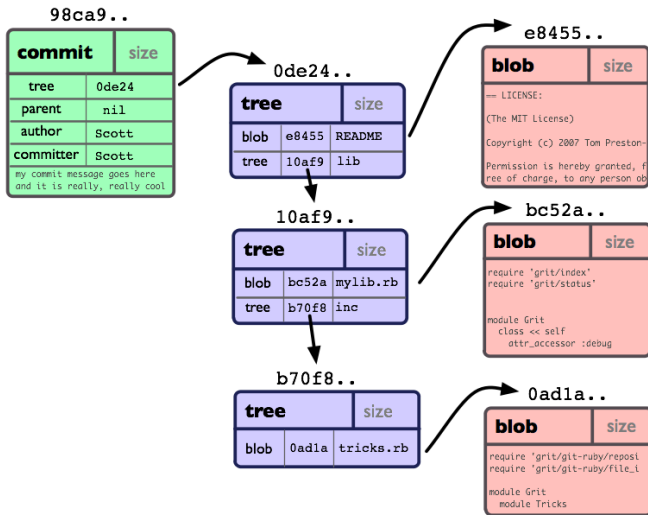 98ca9..
commit size
tree 0de24
parent nil
author Scott
committer Scott
my commit message goes here
and it is really, really cool
0de24..
tree size
blob e8455 README
tree 10af9 lib
e8455..
blob size
== LICENSE:
(The MIT License)
Copyright (c) 2007 Tom Preston-
Permission is hereby granted, f
ree of charge, to any person ob
10af9..
tree size
blob bc52a mylib.rb
tree b70f8 inc
bc52a..
blob size
require 'grit/index'
require 'grit/status'
module Grit
class << self
attr_accessor :debug
b70f8..
tree size
blob 0ad1a tricks.rb
0ad1a..
blob size
require 'grit/git-ruby/reposi
require 'grit/git-ruby/file_i
module Grit
module Tricks